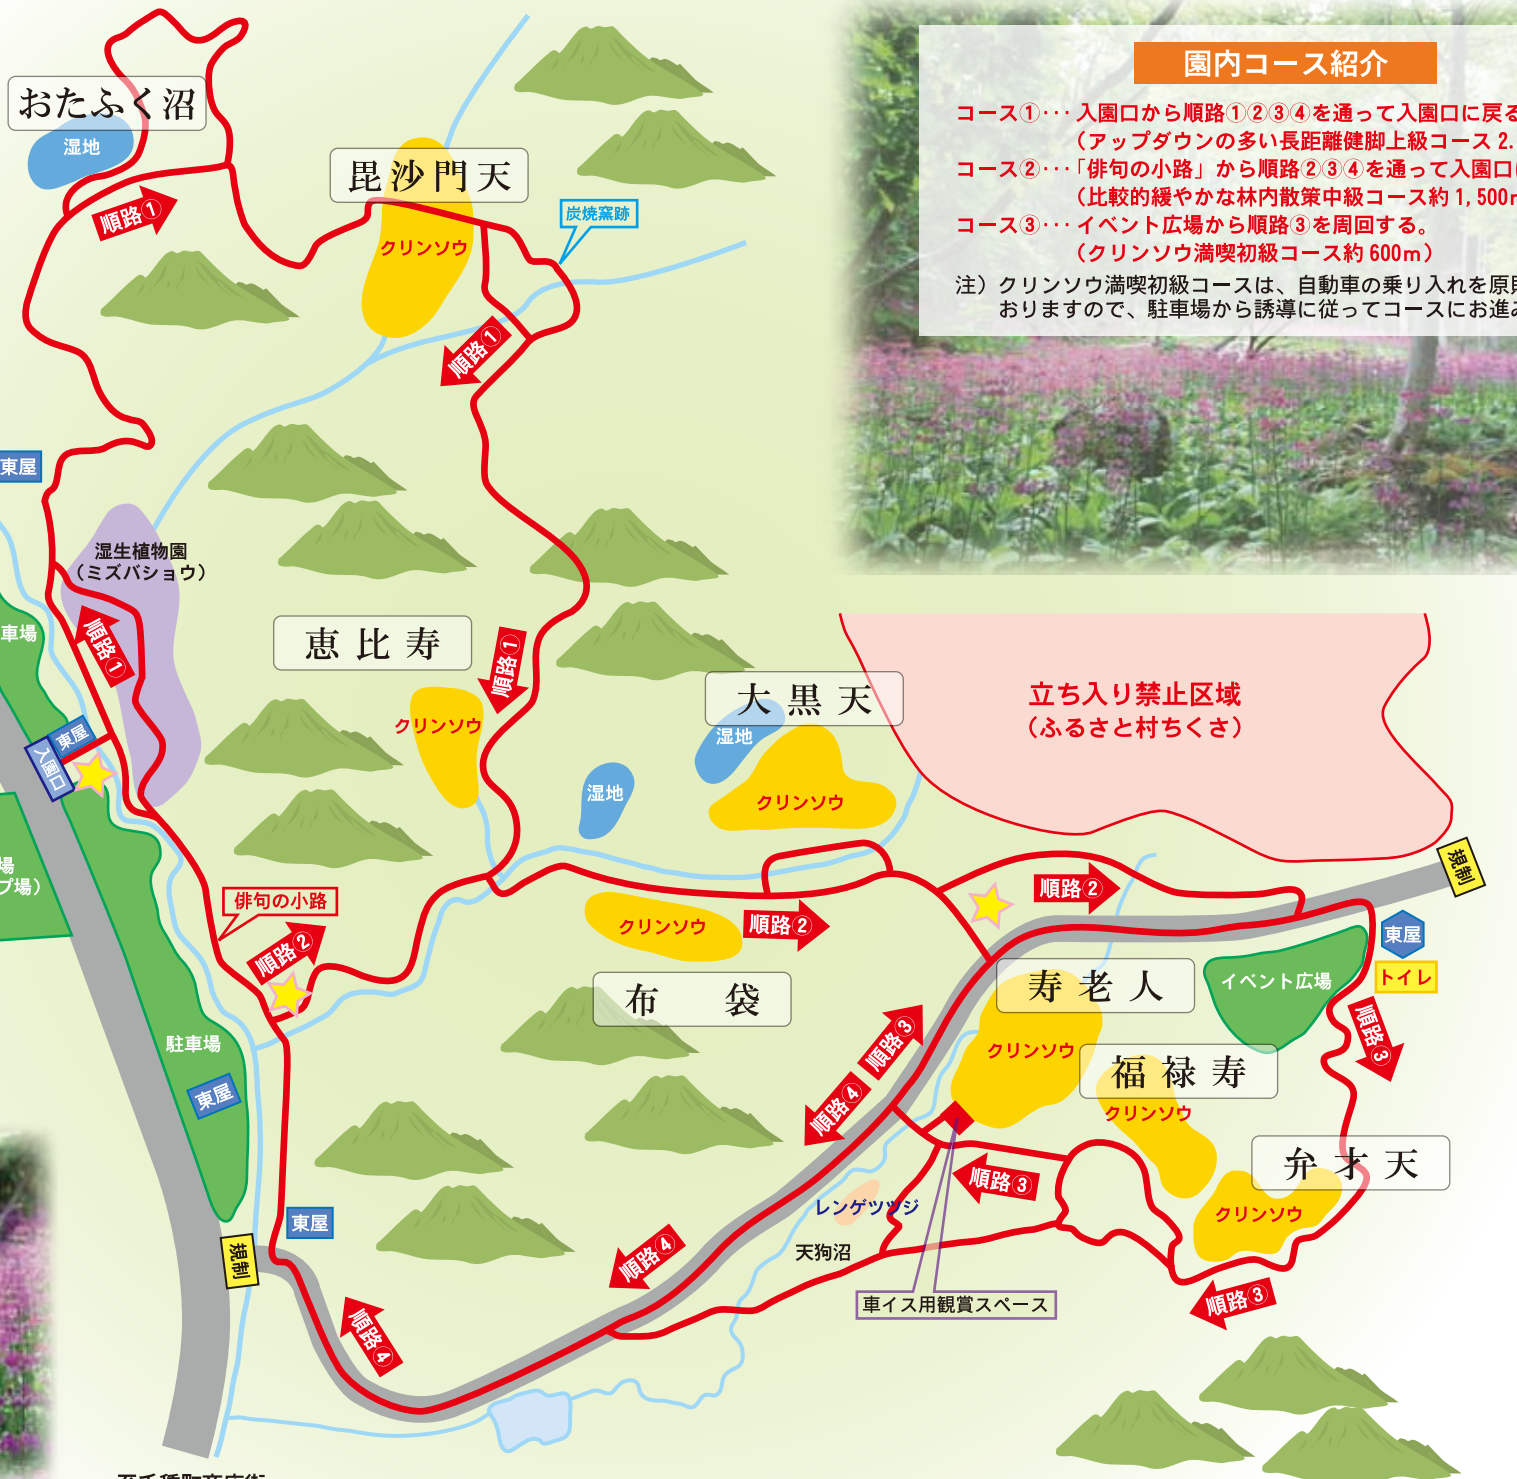 園内コース紹介
コース①･･･入園口から順路①②③④を通って入園口に戻る
（アップダウンの多い長距離健脚上級コース 2.
コース②･･･「俳句の小路」から順路②③④を通って入園口
（比較的緩やかな林内散策中級コース約 1,500m
コース③･･･イベント広場から順路③を周回する。
（クリンソウ満喫初級コース約 600m）
注）クリンソウ満喫初級コースは、自動車の乗り入れを原則
おりますので、駐車場から誘導に従ってコースにお進み
おたふく沼
湿地
順路①
毘沙門天
クリンソウ
炭焼窯跡
順路①
東屋
湿生植物園
（ミズバショウ）
順路①
車場
東屋
入園口
恵比寿
クリンソウ
順路①
湿地
大黒天
湿地
クリンソウ
立ち入り禁止区域
（ふるさと村ちくさ）
規制
場
プ場）
俳句の小路
順路②
クリンソウ
順路②
布袋
順路②
東屋
トイレ
イベント広場
寿老人
クリンソウ
順路③
順路④
順路③
福禄寿
クリンソウ
弁才天
クリンソウ
駐車場
東屋
東屋
規制
順路③
レンゲツツジ
天狗沼
車イス用観賞スペース
順路③
順路④
順路④